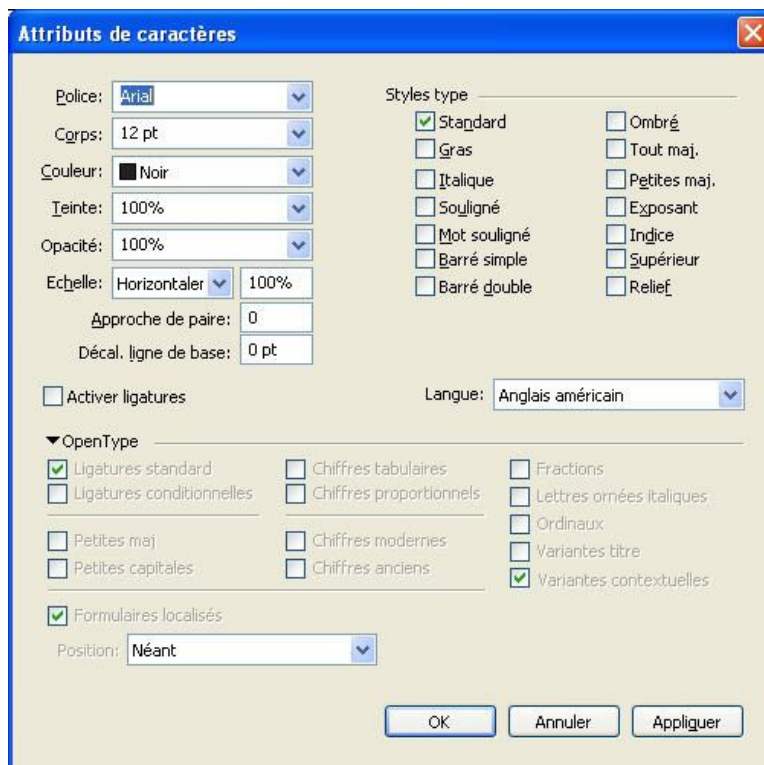 Attributs de caractères
Police: Arial
Corps: 12 pt
Couleur: Noir
Teinte: 100%
Opacité: 100%
Echelle: Horizontaler 100%
Approche de paire: 0
Décal. ligne de base: 0 pt
Styles type
Standard
Gras
Italique
Souligné
Mot souligné
Barré simple
Barré double
Ombré
Tout maj.
Petites maj.
Exposant
Indice
Supérieur
Relief
Activer ligatures
Langue: Anglais américain
OpenType
Ligatures standard
Ligatures conditionnelles
Petites maj
Petites capitales
Chiffres tabulaires
Chiffres proportionnels
Chiffres modernes
Chiffres anciens
Fractions
Lettres ornées italiques
Ordinaux
Variantes titre
Variantes contextuelles
Formulaires localisés
Position: Néant
OK Annuler Appliquer